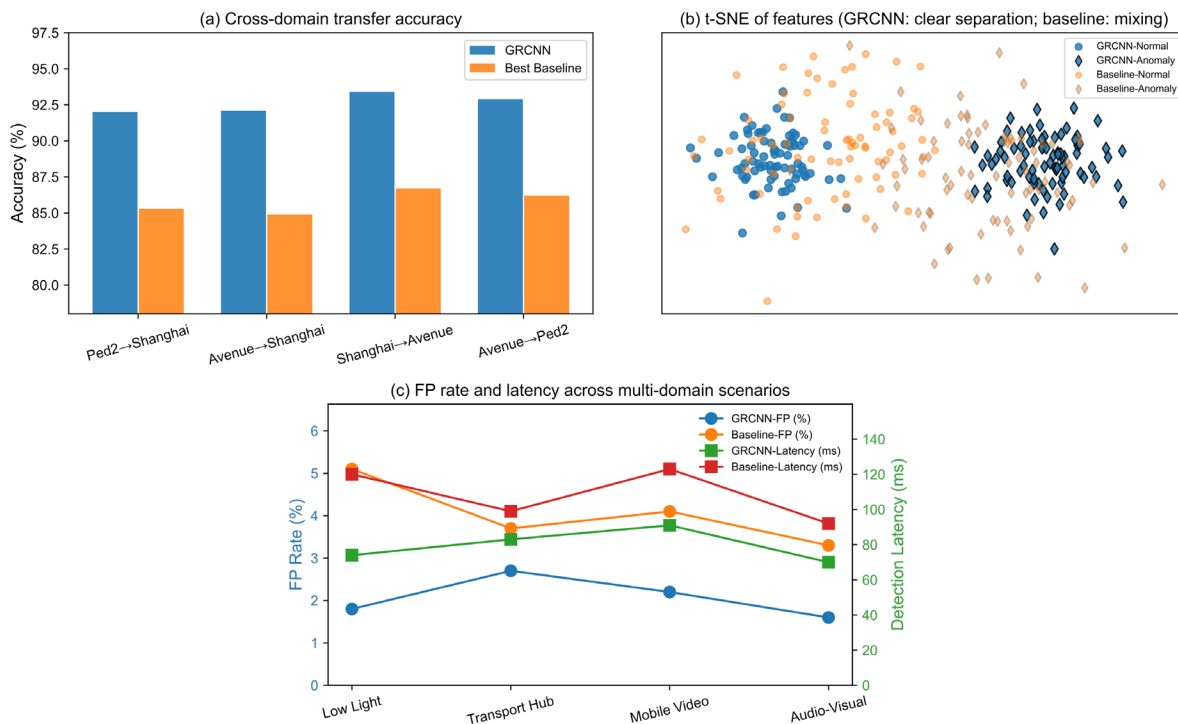 (a) Cross-domain transfer accuracy
97.5
95.0
92.5
90.0
87.5
85.0
82.5
80.0
Accuracy (%)
GRCNN
Best Baseline
Ped2→Shanghai
Avenue→Shanghai
Shanghai→Avenue
Avenue→Ped2
(b) t-SNE of features (GRCNN: clear separation; baseline: mixing)
GRCNN-Normal
GRCNN-Anomaly
Baseline-Normal
Baseline-Anomaly
(c) FP rate and latency across multi-domain scenarios
6
5
4
3
2
1
0
FP Rate (%)
GRCNN-FP (%)
Baseline-FP (%)
GRCNN-Latency (ms)
Baseline-Latency (ms)
140
120
100
80
60
40
20
0
Detection Latency (ms)
Low Light
Transport Hub
Mobile Video
Audio-Visual